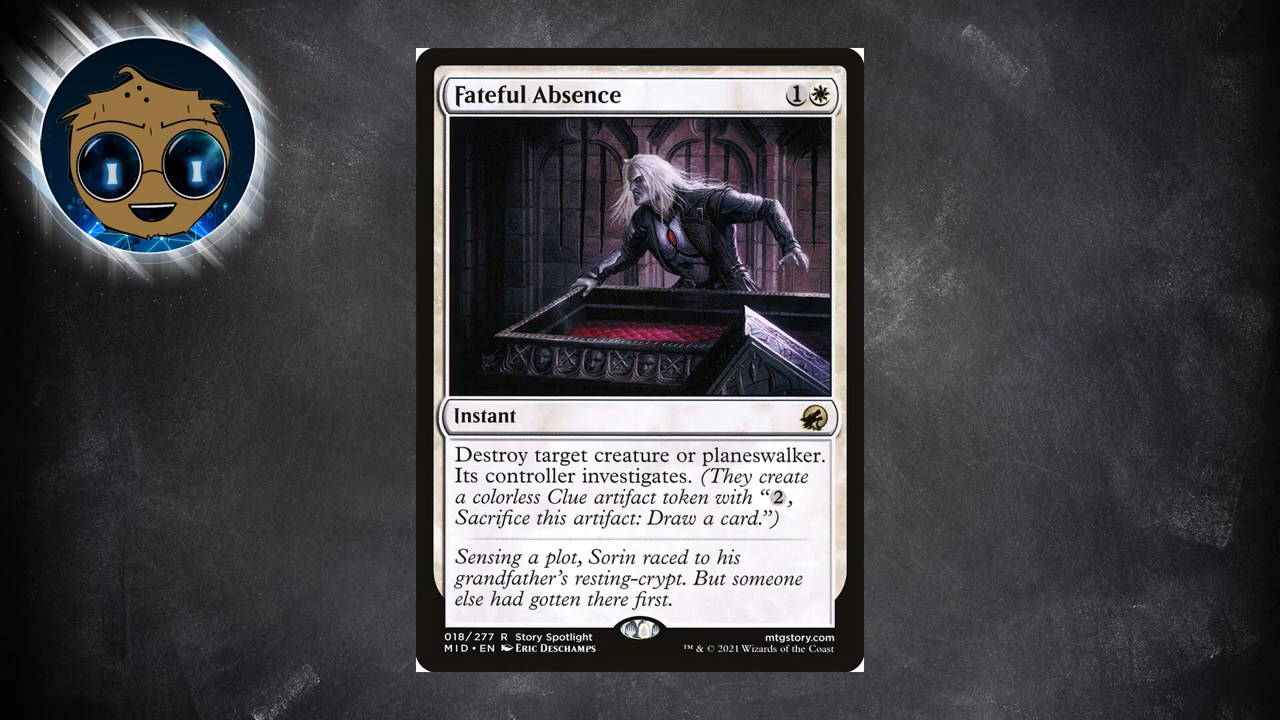 Fateful Absence 1
Instant
Destroy target creature or planeswalker.
Its controller investigates. (They create
a colorless Clue artifact token with “2,
Sacrifice this artifact: Draw a card.”)
Sensing a plot, Sorin raced to his
grandfather’s resting-crypt. But someone
else had gotten there first.
018/277 R Story Spotlight
MID • EN Eric Deschamps
mtgstory.com
™ & © 2021 Wizards of the Coast